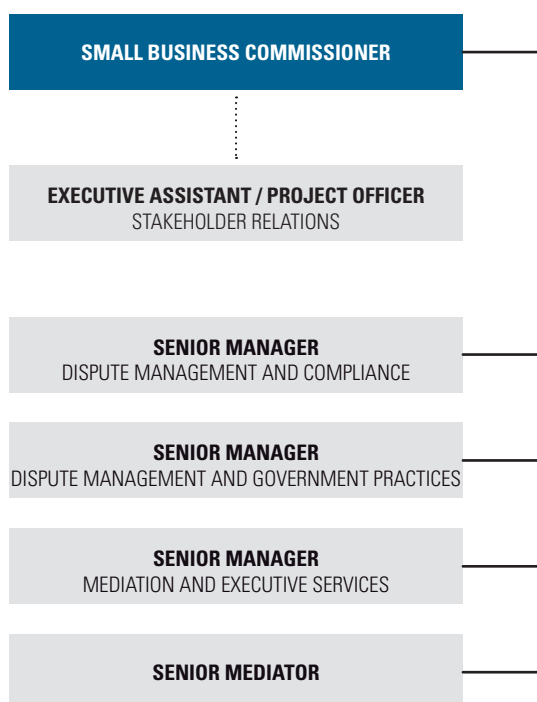 SMALL BUSINESS COMMISSIONER
EXECUTIVE ASSISTANT / PROJECT OFFICER
STAKEHOLDER RELATIONS
SENIOR MANAGER
DISPUTE MANAGEMENT AND COMPLIANCE
SENIOR MANAGER
DISPUTE MANAGEMENT AND GOVERNMENT PRACTICES
SENIOR MANAGER
MEDIATION AND EXECUTIVE SERVICES
SENIOR MEDIATOR